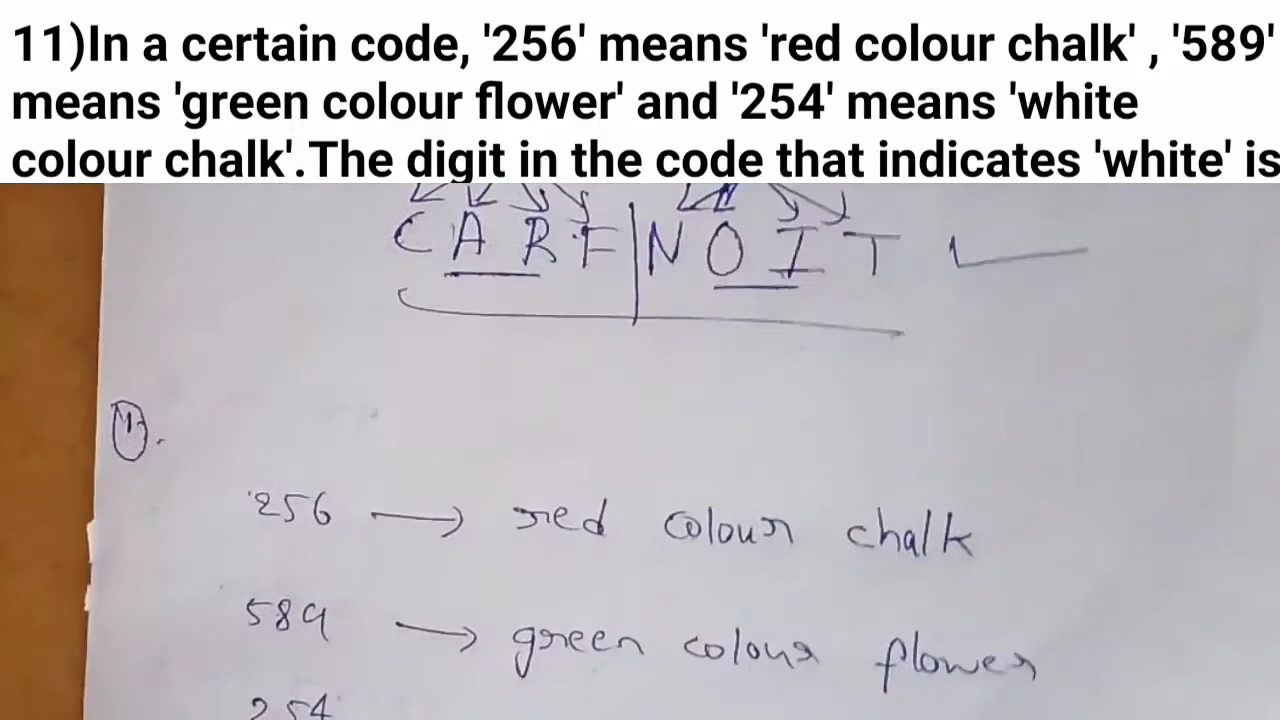 11)In a certain code, '256' means 'red colour chalk' , '589'
means 'green colour flower' and '254' means 'white
colour chalk'.The digit in the code that indicates 'white' is
C A R F | N O I T
11.
256 → red colour chalk
589 → green colour flower
254